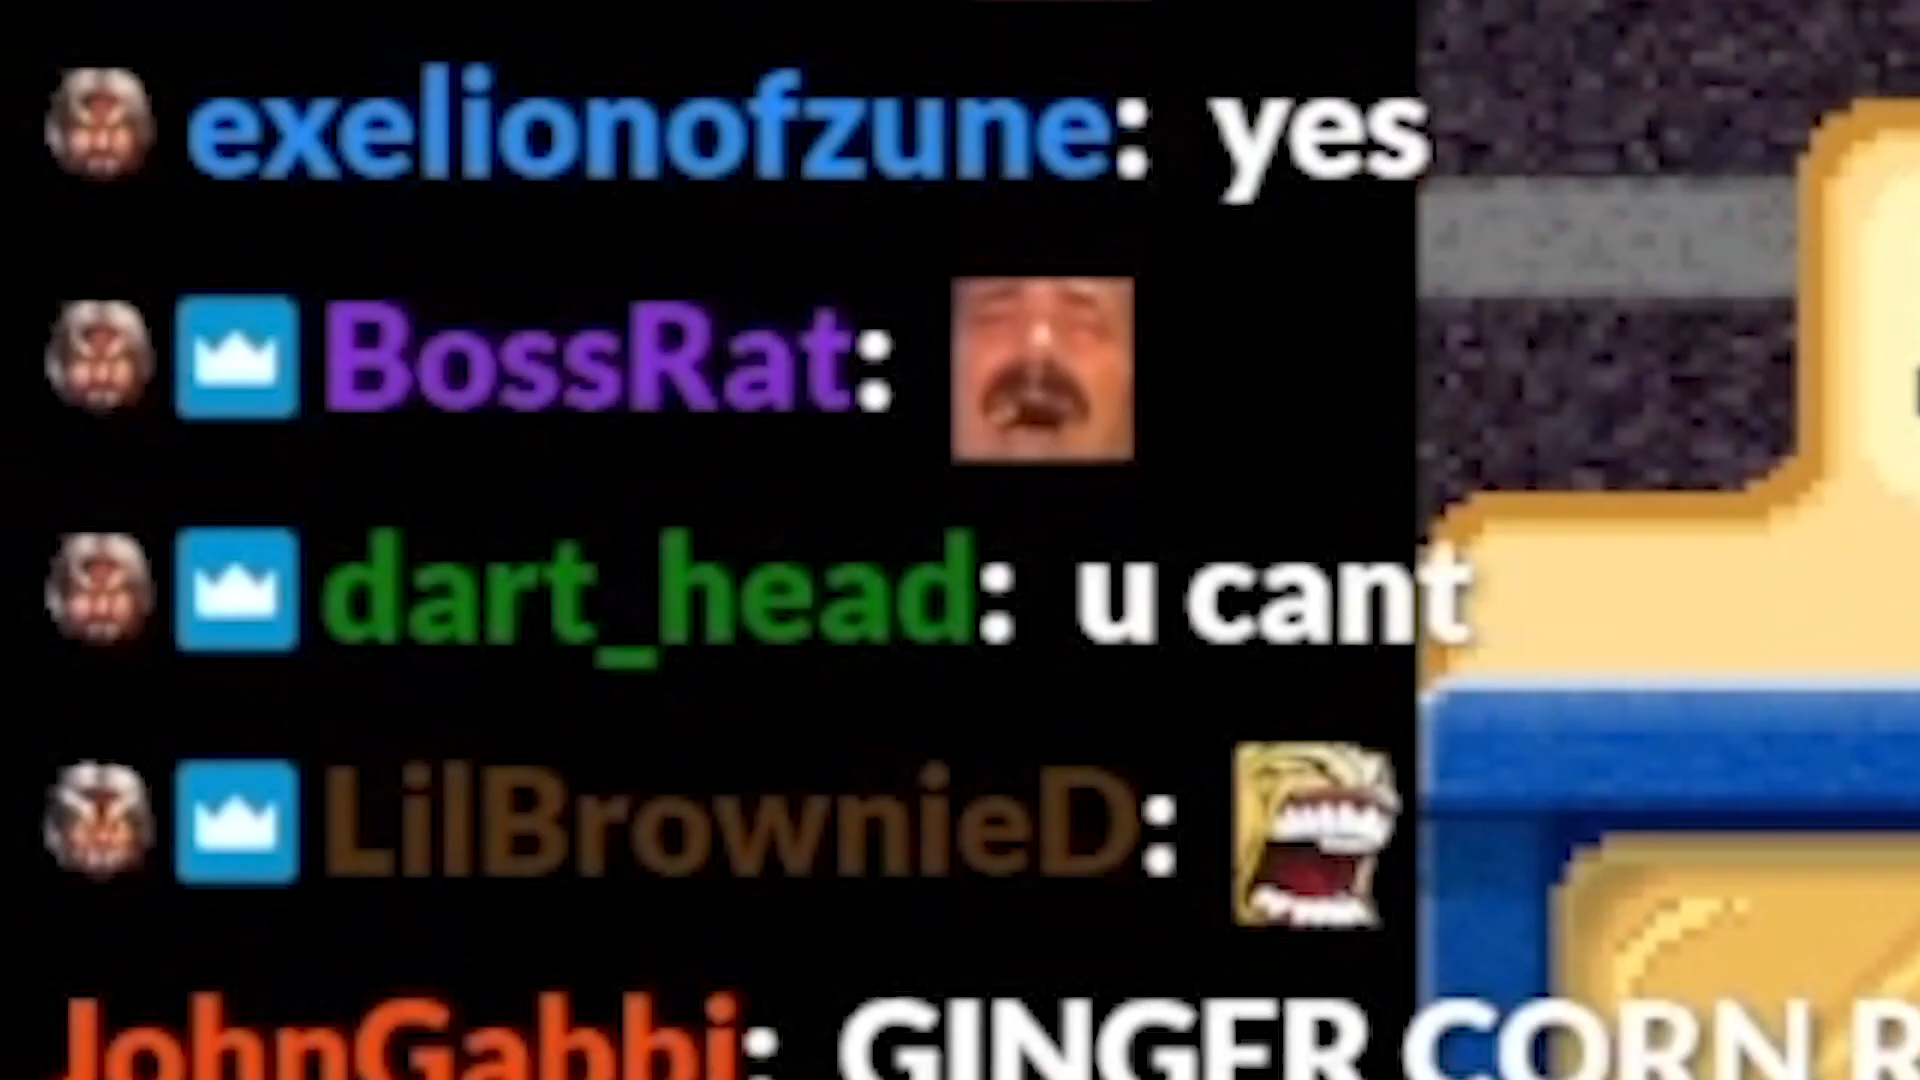 exelionofzune: yes
BossRat:
dart_head: u cant
LilBrownieD:
JohnGabbi: GINGER CORN R